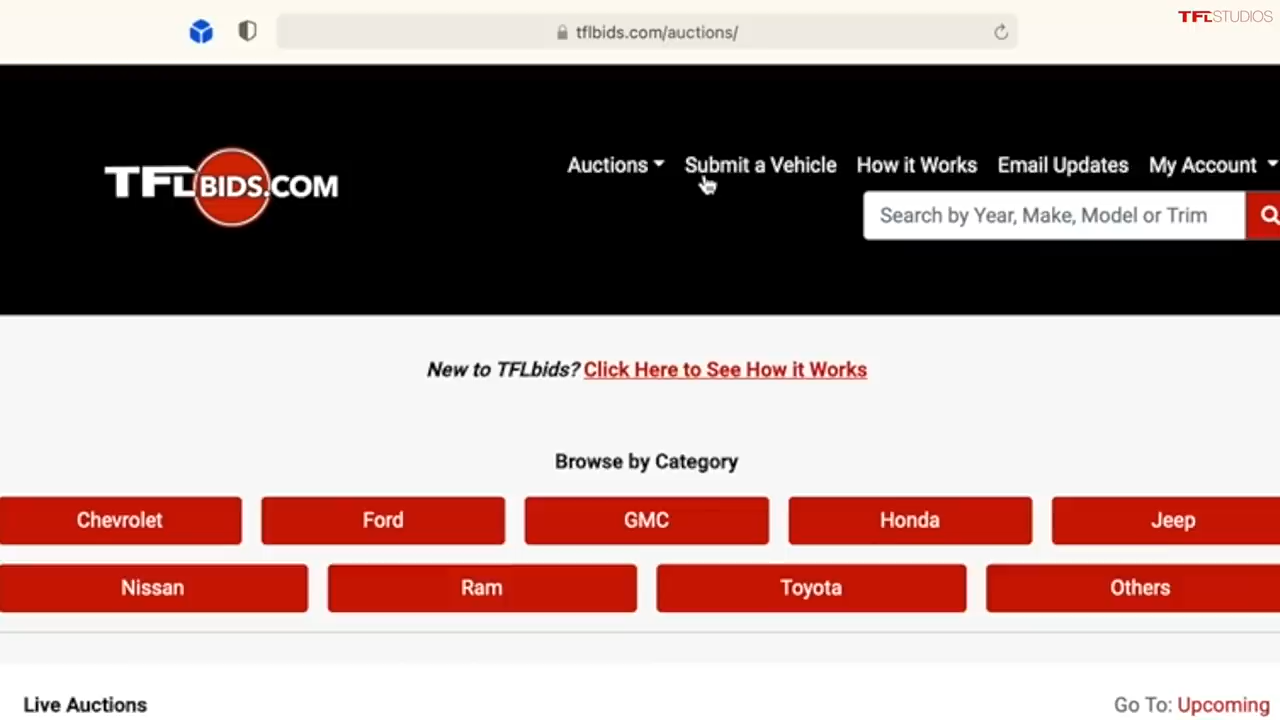 TFLSTUDIOS
tflbids.com/auctions/
TFLBIDS.COM
Auctions Submit a Vehicle How it Works Email Updates My Account
Search by Year, Make, Model or Trim
New to TFLbids? Click Here to See How it Works
Browse by Category
Chevrolet Ford GMC Honda Jeep
Nissan Ram Toyota Others
Live Auctions Go To: Upcoming